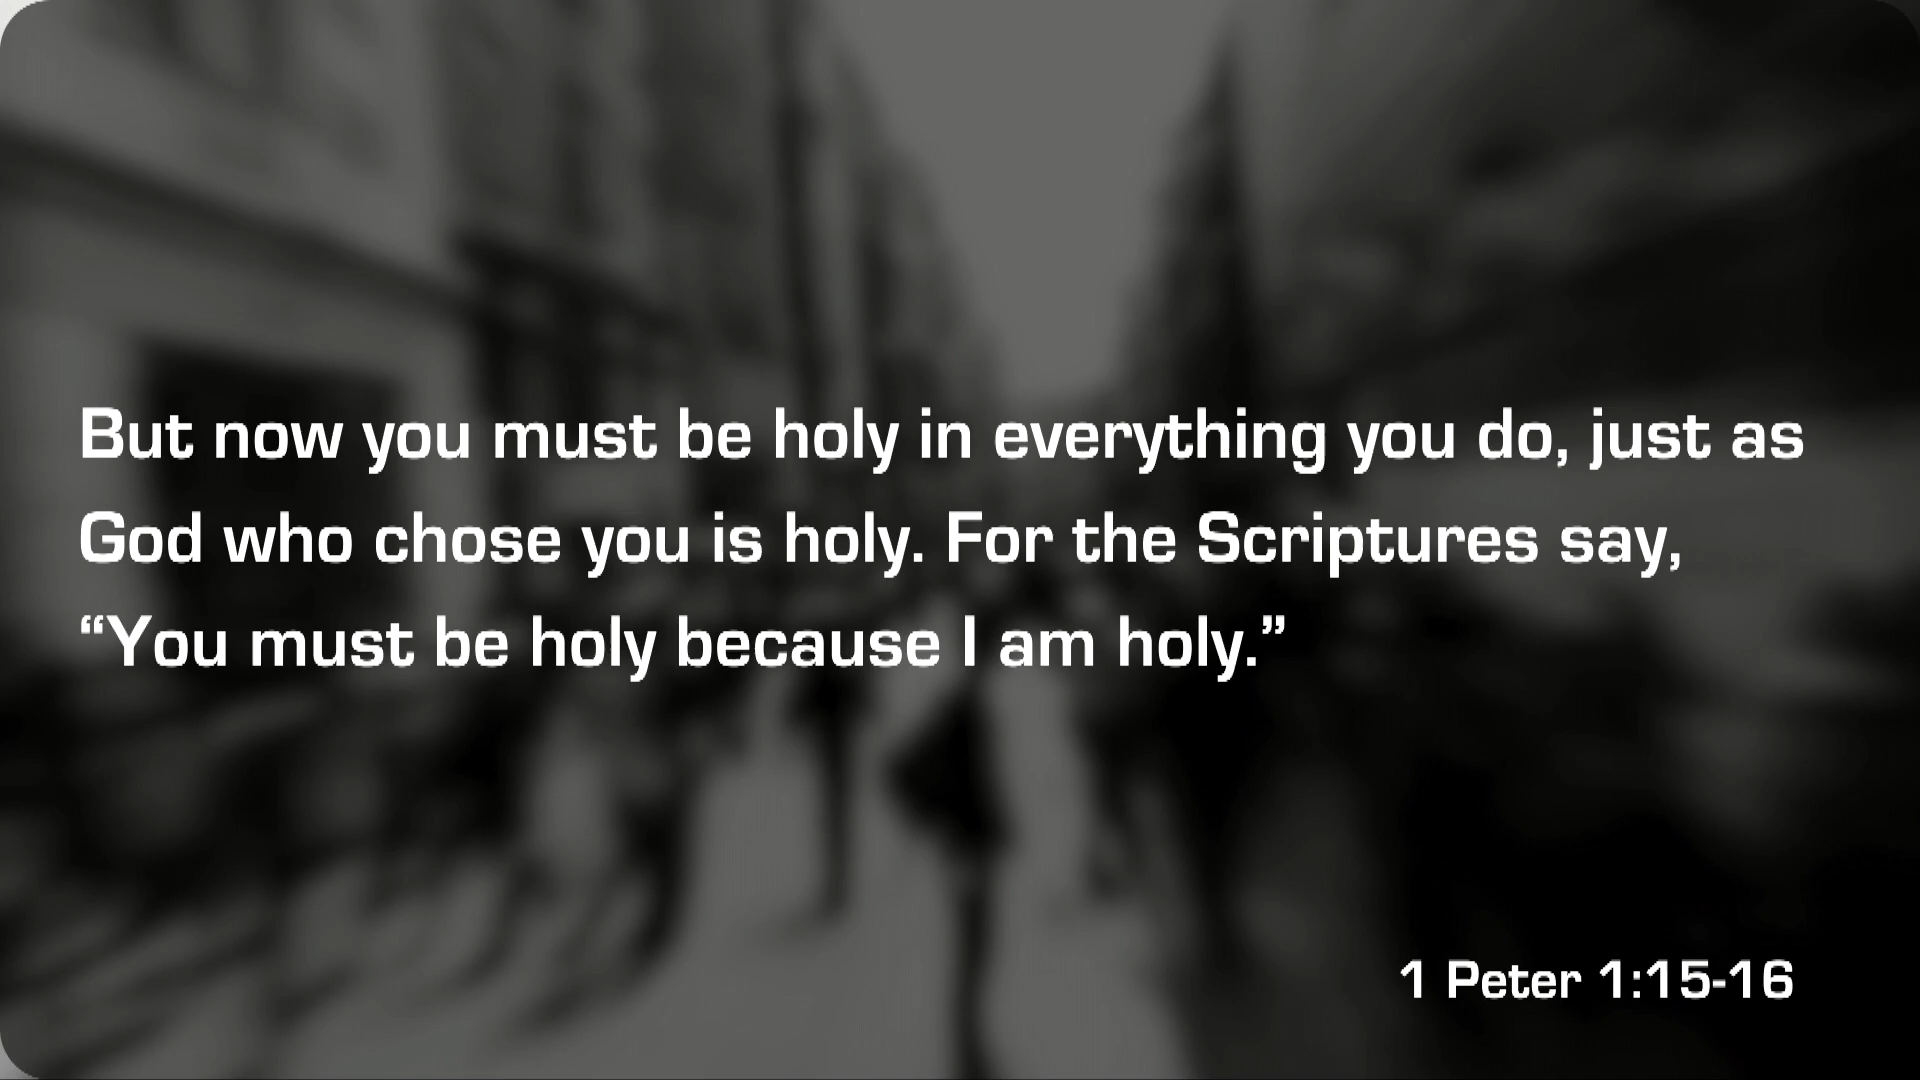 But now you must be holy in everything you do, just as
God who chose you is holy. For the Scriptures say,
“You must be holy because I am holy.”
1 Peter 1:15-16